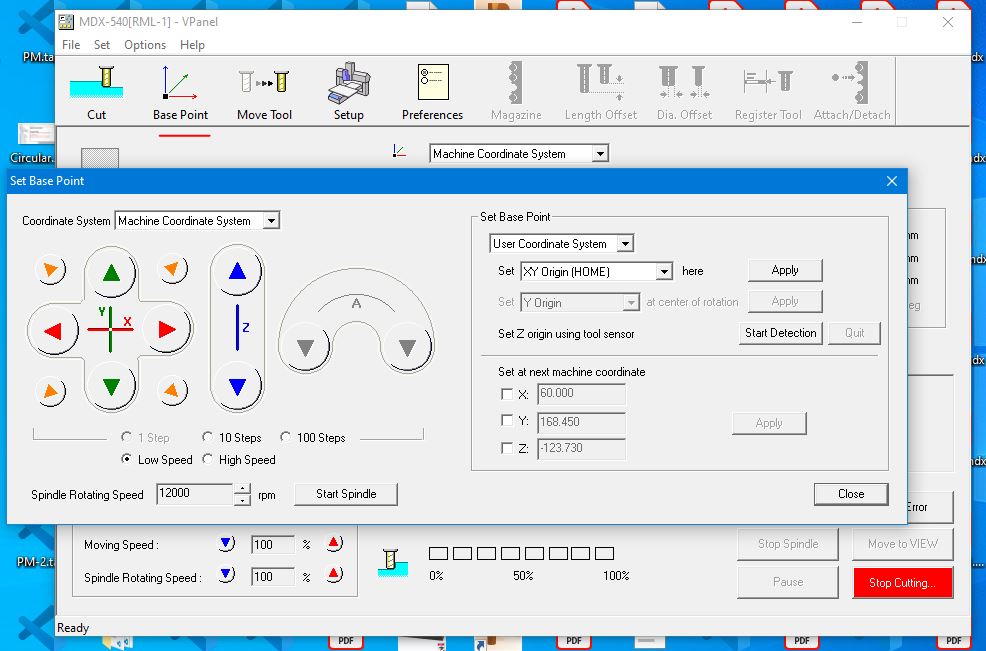 MDX-540[RML-1] - VPanel
File Set Options Help
PM.ta
Cut Base Point Move Tool Setup Preferences Magazine Length Offset Dia. Offset Register Tool Attach/Detach
Circular.
Machine Coordinate System
Set Base Point
Coordinate System Machine Coordinate System
Set Base Point
User Coordinate System
Set XY Origin (HOME) here Apply
Set Y Origin at center of rotation Apply
Set Z origin using tool sensor Start Detection Quit
Y
X
Z
A
Set at next machine coordinate
X: 60.000
Y: 168.450 Apply
Z: -123.730
1 Step 10 Steps 100 Steps
Low Speed High Speed
Spindle Rotating Speed 12000 rpm Start Spindle
Close
Error
Moving Speed : 100 %
Spindle Rotating Speed : 100 %
0% 50% 100%
Stop Spindle Move to VIEW
Pause Stop Cutting...
PM-2.ta
Ready
PDF PDF PDF PDF